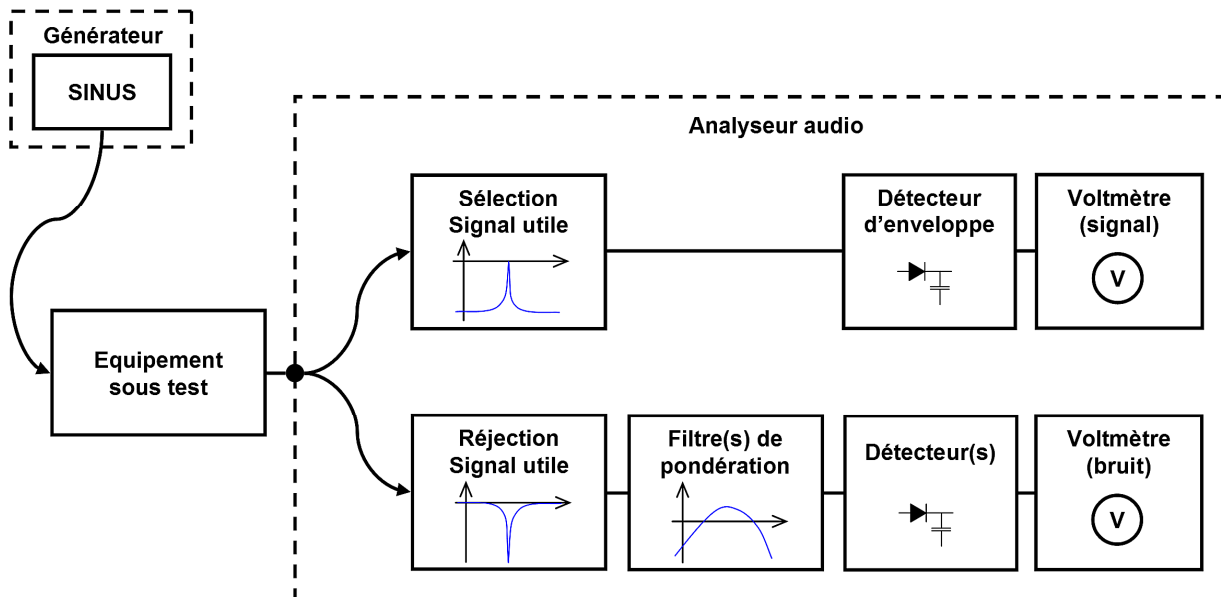 Générateur
SINUS
Analyseur audio
Sélection
Signal utile
Détecteur
d'enveloppe
Voltmètre
(signal)
V
Equipement
sous test
Réjection
Signal utile
Filtre(s) de
pondération
Détecteur(s)
Voltmètre
(bruit)
V